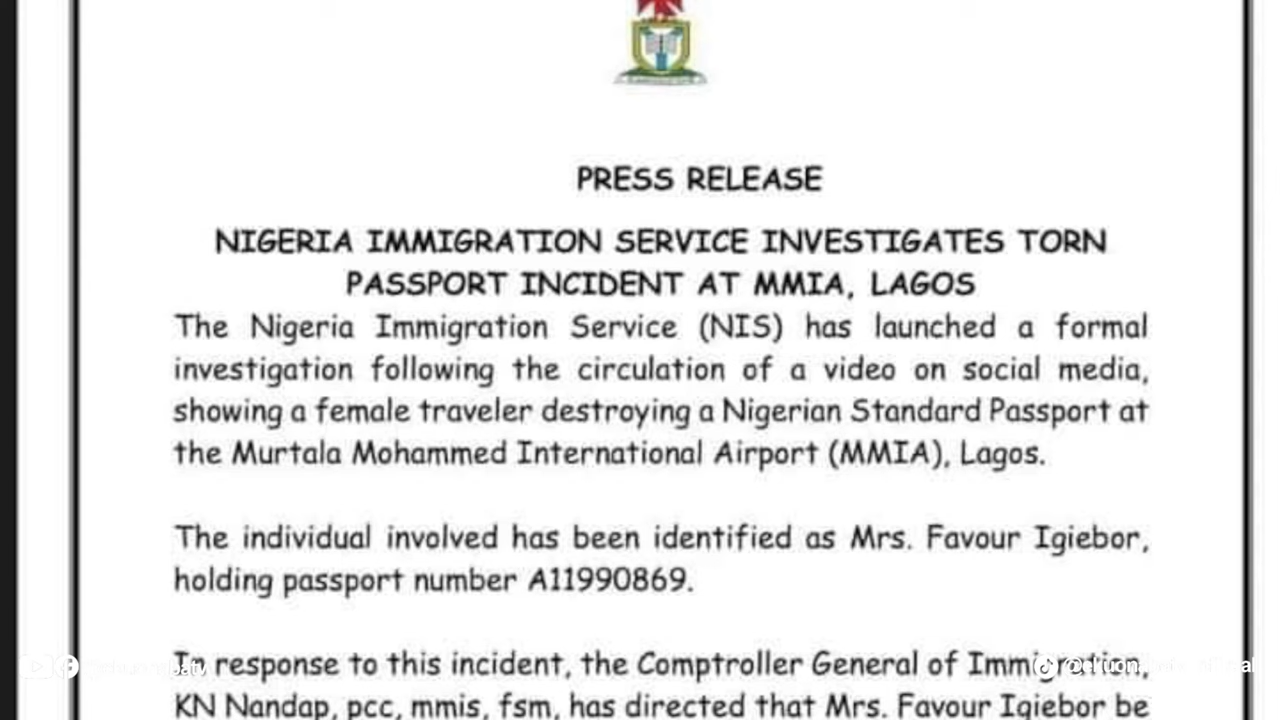 PRESS RELEASE
NIGERIA IMMIGRATION SERVICE INVESTIGATES TORN
PASSPORT INCIDENT AT MMIA, LAGOS
The Nigeria Immigration Service (NIS) has launched a formal
investigation following the circulation of a video on social media,
showing a female traveler destroying a Nigerian Standard Passport at
the Murtala Mohammed International Airport (MMIA), Lagos.
The individual involved has been identified as Mrs. Favour Igiebor,
holding passport number A11990869.
In response to this incident, the Comptroller General of Immigration,
KN Nandap, pcc, mmis, fsm, has directed that Mrs. Favour Igiebor be